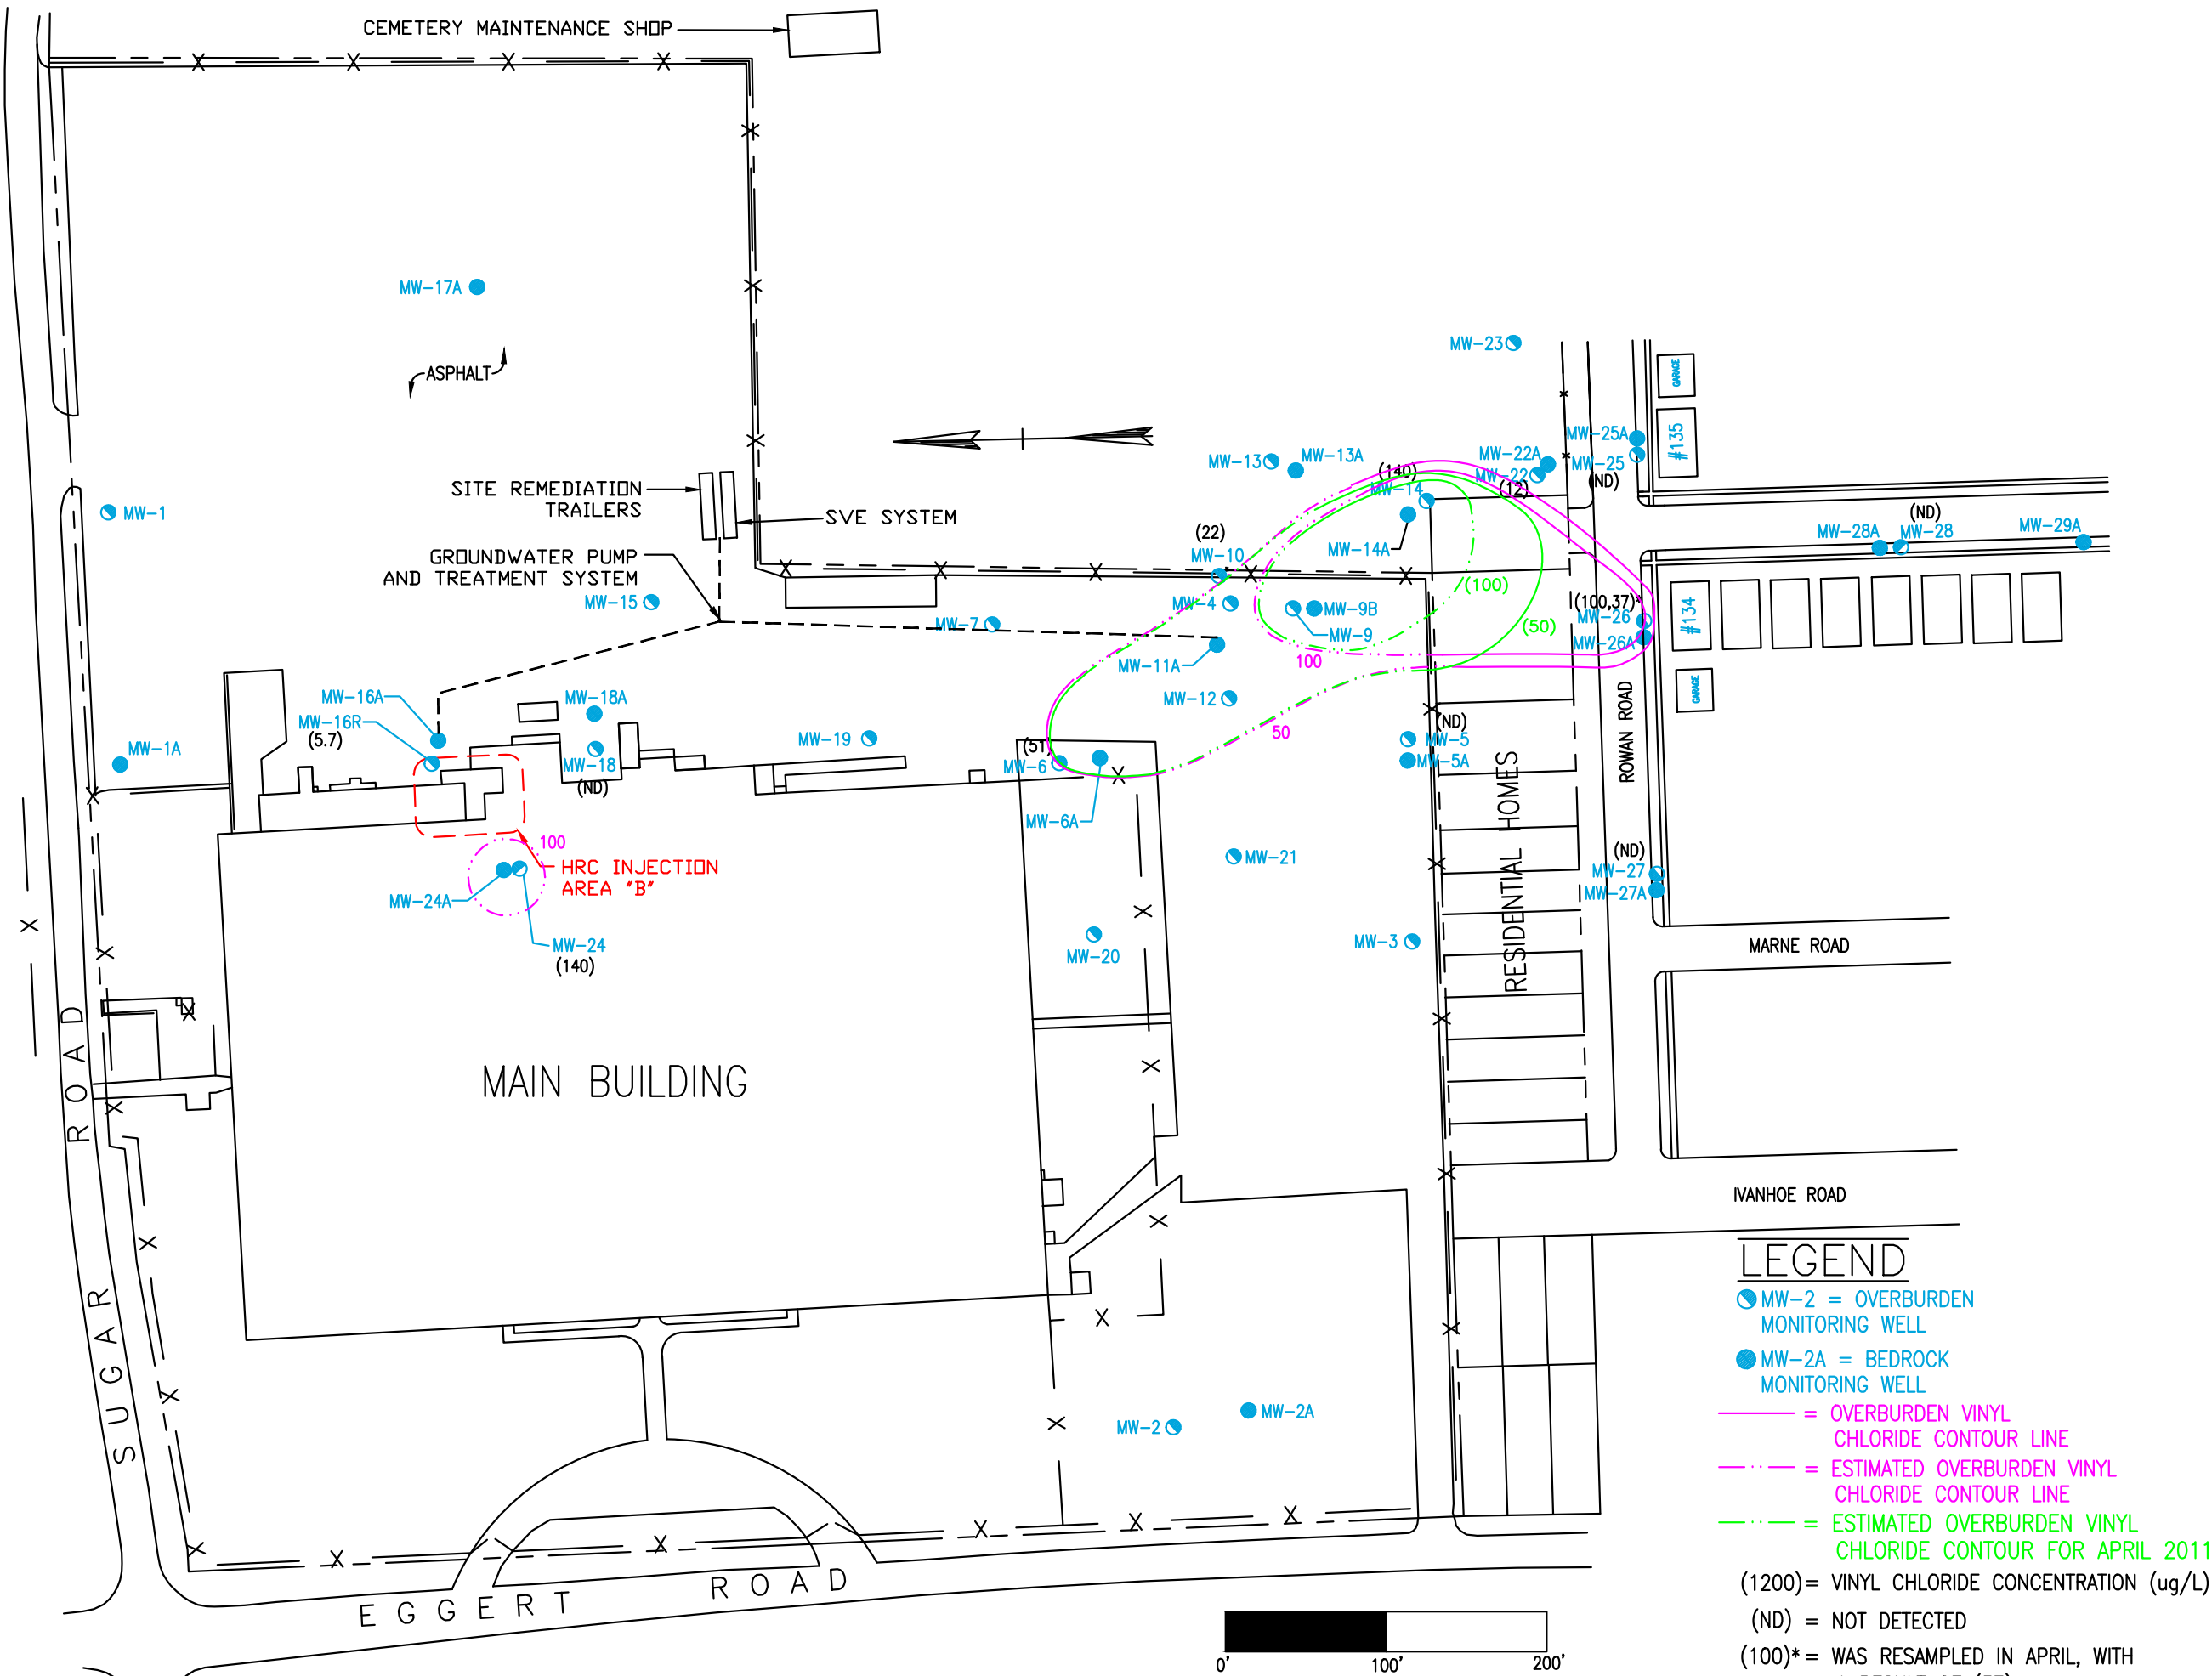 CEMETERY MAINTENANCE SHOP
MW-17A
ASPHALT
MW-23
GARAGE
#135
MW-25A
MW-25
(ND)
MW-22A
MW-22
(12)
MW-13
MW-13A
(140)
MW-14
MW-14A
SITE REMEDIATION
TRAILERS
SVE SYSTEM
MW-1
(22)
MW-10
(ND)
MW-28A
MW-28
MW-29A
GROUNDWATER PUMP
AND TREATMENT SYSTEM
MW-15
MW-7
MW-4
MW-9B
MW-9
(100)
(50)
(100,37)*
MW-26
MW-26A
#134
GARAGE
MW-11A
100
MW-12
50
MW-16A
MW-16R
(5.7)
MW-18A
MW-18
(ND)
MW-19
(51)
MW-6
MW-6A
(ND)
MW-5
MW-5A
MW-1A
ROWAN ROAD
RESIDENTIAL HOMES
100
HRC INJECTION
AREA "B"
MW-24A
MW-24
(140)
MW-21
MW-20
MW-3
(ND)
MW-27
MW-27A
MARNE ROAD
MAIN BUILDING
IVANHOE ROAD
SUGAR ROAD
MW-2
MW-2A
EGGERT ROAD
0'
100'
200'
LEGEND
MW-2 = OVERBURDEN
MONITORING WELL
MW-2A = BEDROCK
MONITORING WELL
= OVERBURDEN VINYL
CHLORIDE CONTOUR LINE
= ESTIMATED OVERBURDEN VINYL
CHLORIDE CONTOUR LINE
= ESTIMATED OVERBURDEN VINYL
CHLORIDE CONTOUR FOR APRIL 2011
(1200)= VINYL CHLORIDE CONCENTRATION (ug/L)
(ND) = NOT DETECTED
(100)* = WAS RESAMPLED IN APRIL, WITH